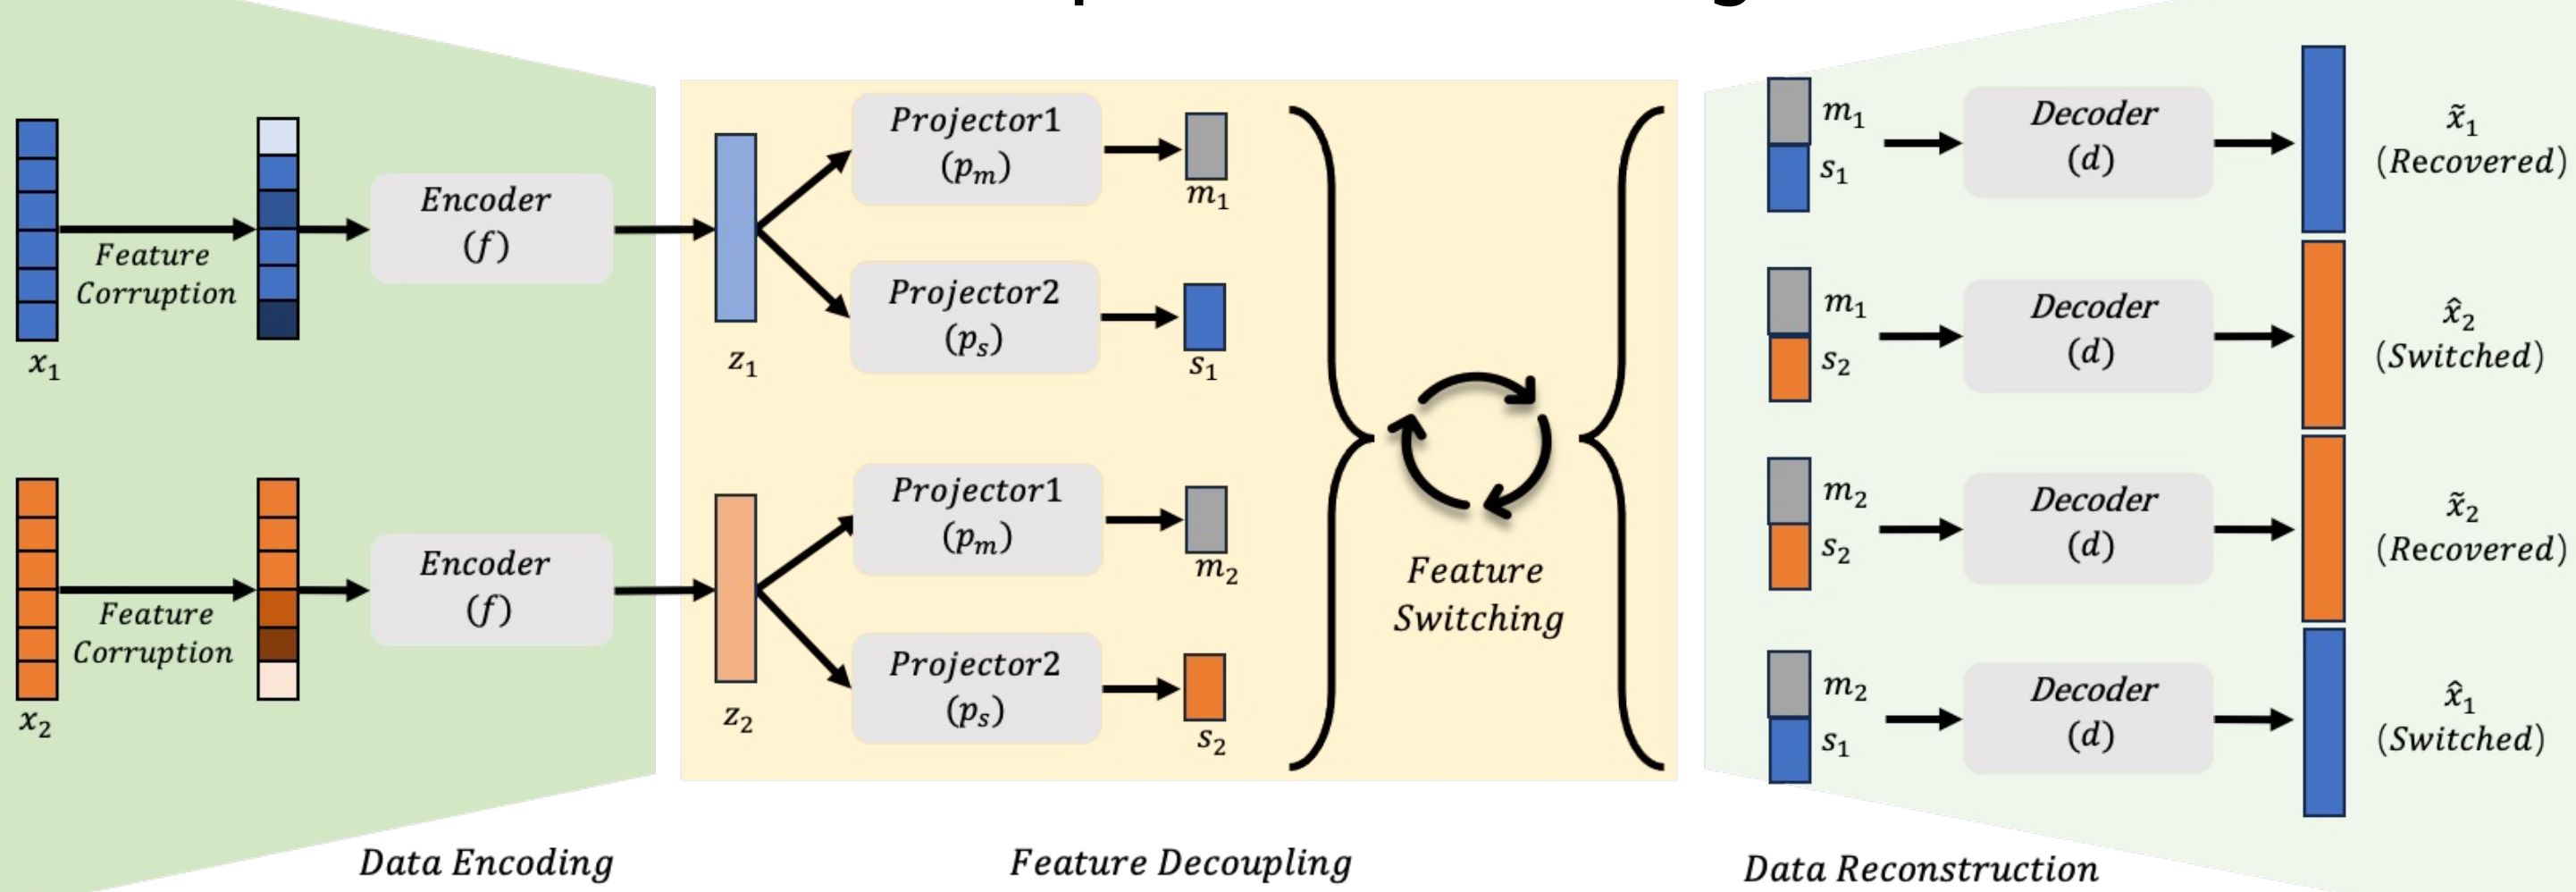 x₁
Feature
Corruption
Encoder
(f)
z₁
Projector1
(pₘ)
m₁
Projector2
(pₛ)
s₁
x₂
Feature
Corruption
Encoder
(f)
z₂
Projector1
(pₘ)
m₂
Projector2
(pₛ)
s₂
Feature
Switching
m₁
s₁
Decoder
(d)
x̃₁
(Recovered)
m₁
s₂
Decoder
(d)
x̂₂
(Switched)
m₂
s₂
Decoder
(d)
x̃₂
(Recovered)
m₂
s₁
Decoder
(d)
x̂₁
(Switched)
Data Encoding
Feature Decoupling
Data Reconstruction